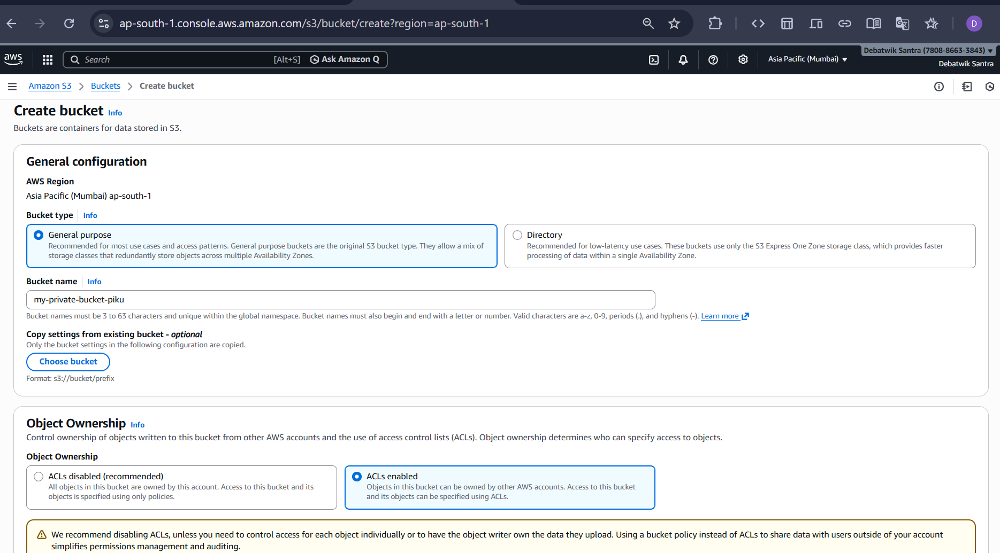 ap-south-1.console.aws.amazon.com/s3/bucket/create?region=ap-south-1
D
aws
Search
[Alt+S]
Ask Amazon Q
Asia Pacific (Mumbai) ▼
Debatwik Santra (7808-8663-3843) ▼
Debatwik Santra
Amazon S3 > Buckets > Create bucket
Create bucket Info
Buckets are containers for data stored in S3.
General configuration
AWS Region
Asia Pacific (Mumbai) ap-south-1
Bucket type Info
General purpose
Recommended for most use cases and access patterns. General purpose buckets are the original S3 bucket type. They allow a mix of
storage classes that redundantly store objects across multiple Availability Zones.
Directory
Recommended for low-latency use cases. These buckets use only the S3 Express One Zone storage class, which provides faster
processing of data within a single Availability Zone.
Bucket name Info
my-private-bucket-piku
Bucket names must be 3 to 63 characters and unique within the global namespace. Bucket names must also begin and end with a letter or number. Valid characters are a-z, 0-9, periods (.), and hyphens (-). Learn more
Copy settings from existing bucket - optional
Only the bucket settings in the following configuration are copied.
Choose bucket
Format: s3://bucket/prefix
Object Ownership Info
Control ownership of objects written to this bucket from other AWS accounts and the use of access control lists (ACLs). Object ownership determines who can specify access to objects.
Object Ownership
ACLs disabled (recommended)
All objects in this bucket are owned by this account. Access to this bucket and its
objects is specified using only policies.
ACLs enabled
Objects in this bucket can be owned by other AWS accounts. Access to this bucket
and its objects can be specified using ACLs.
We recommend disabling ACLs, unless you need to control access for each object individually or to have the object writer own the data they upload. Using a bucket policy instead of ACLs to share data with users outside of your account
simplifies permissions management and auditing.